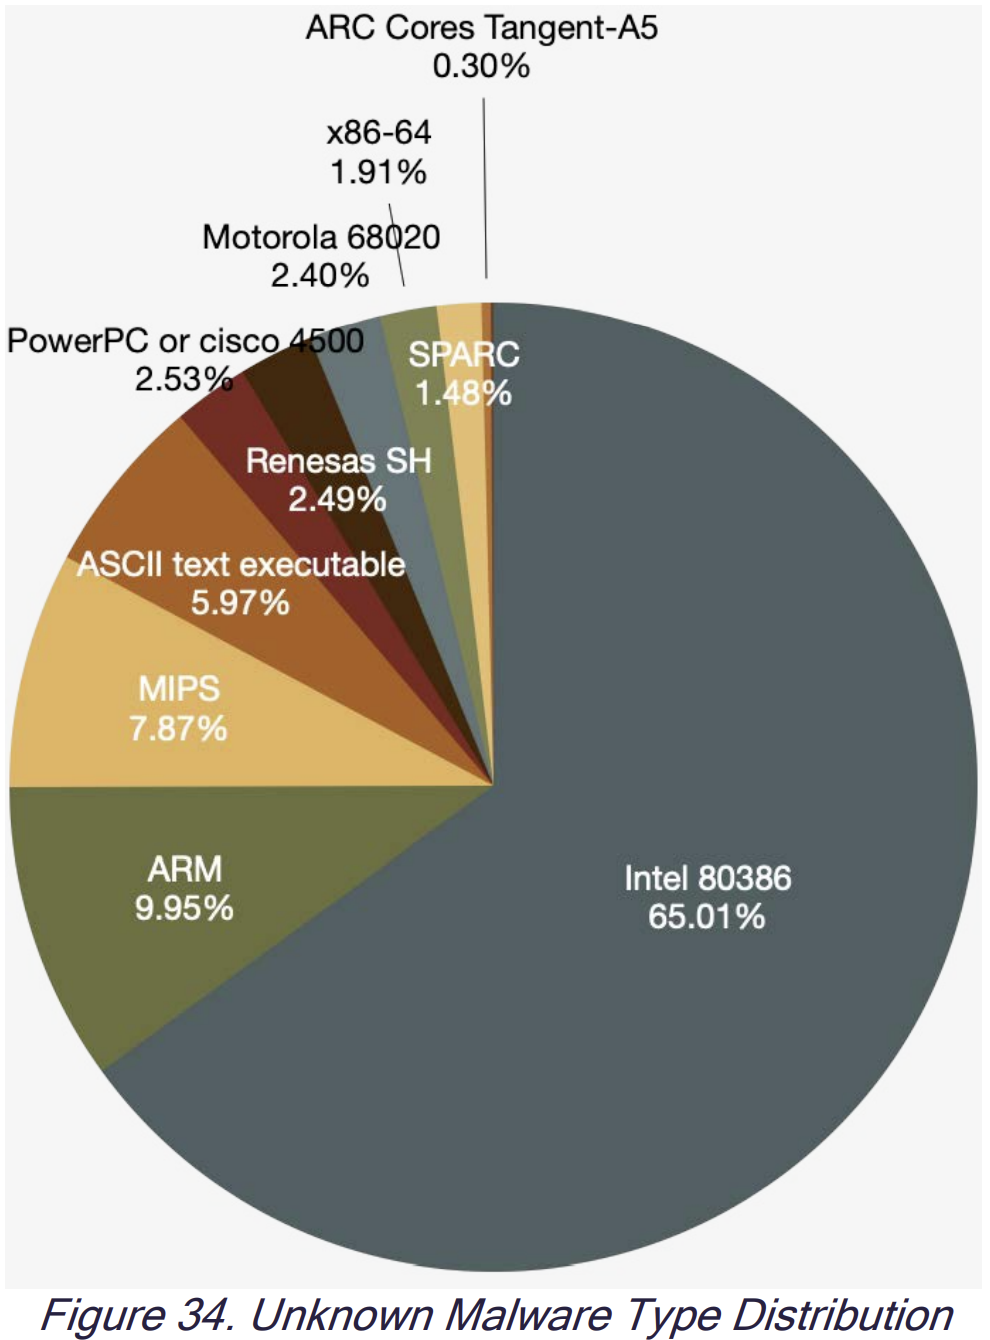 ARC Cores Tangent-A5
0.30%
x86-64
1.91%
Motorola 68020
2.40%
PowerPC or cisco 4500
2.53%
SPARC
1.48%
Renesas SH
2.49%
ASCII text executable
5.97%
MIPS
7.87%
ARM
9.95%
Intel 80386
65.01%
Figure 34. Unknown Malware Type Distribution